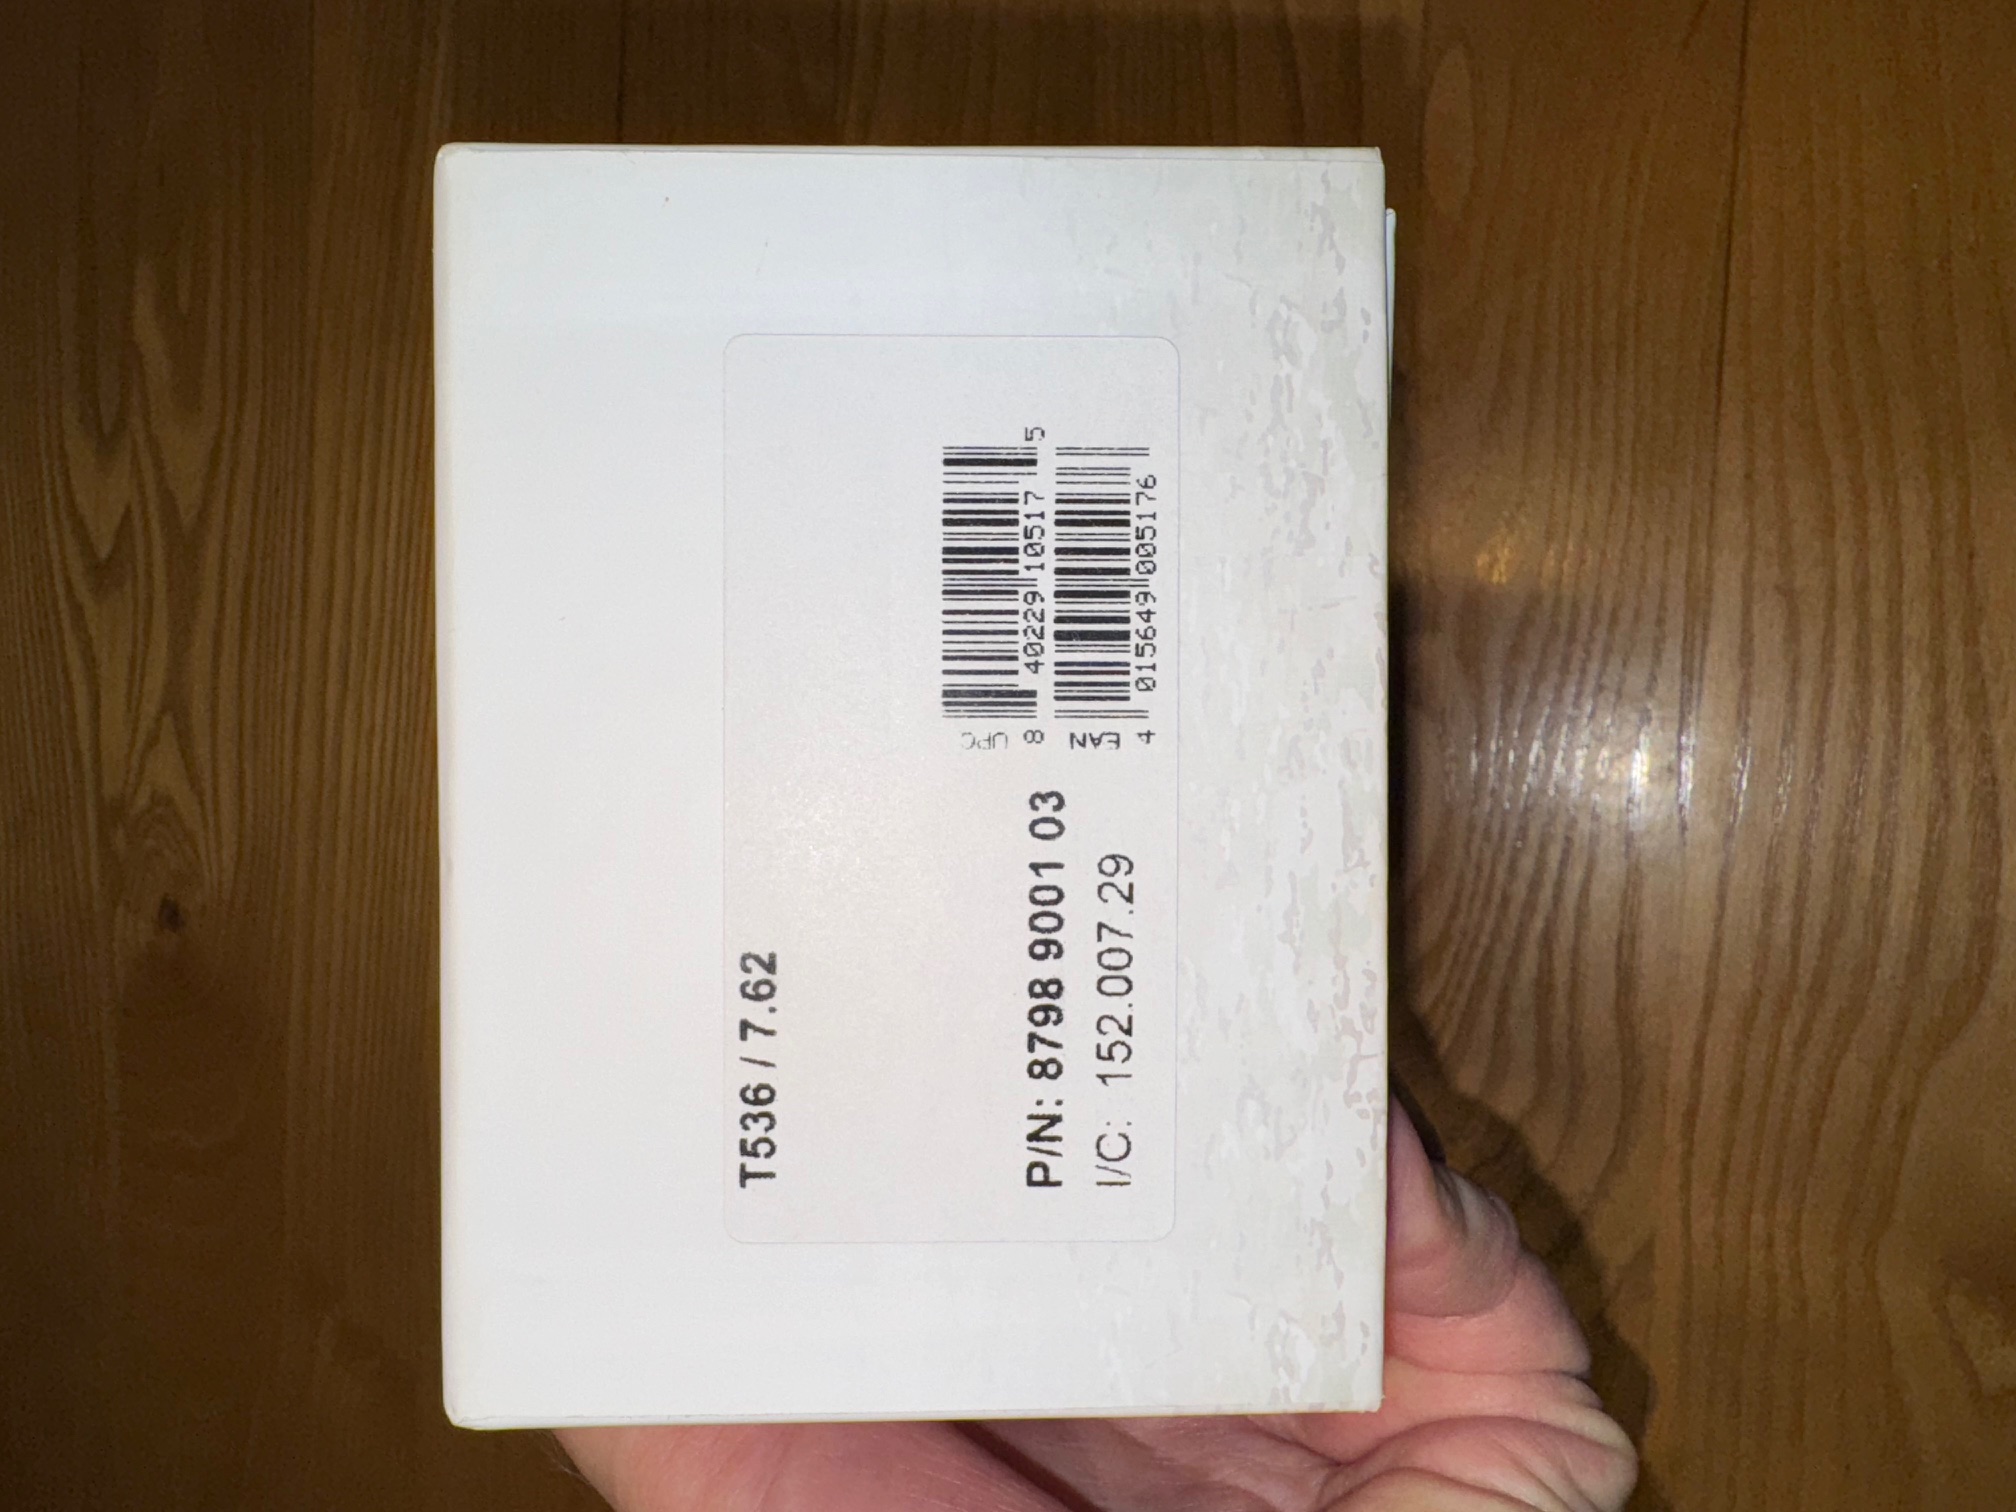 T536 / 7.62
P/N: 8798 9001 03
I/C: 152.007.29
UPC
8 40229 10517 5
EAN
4 015649 005176